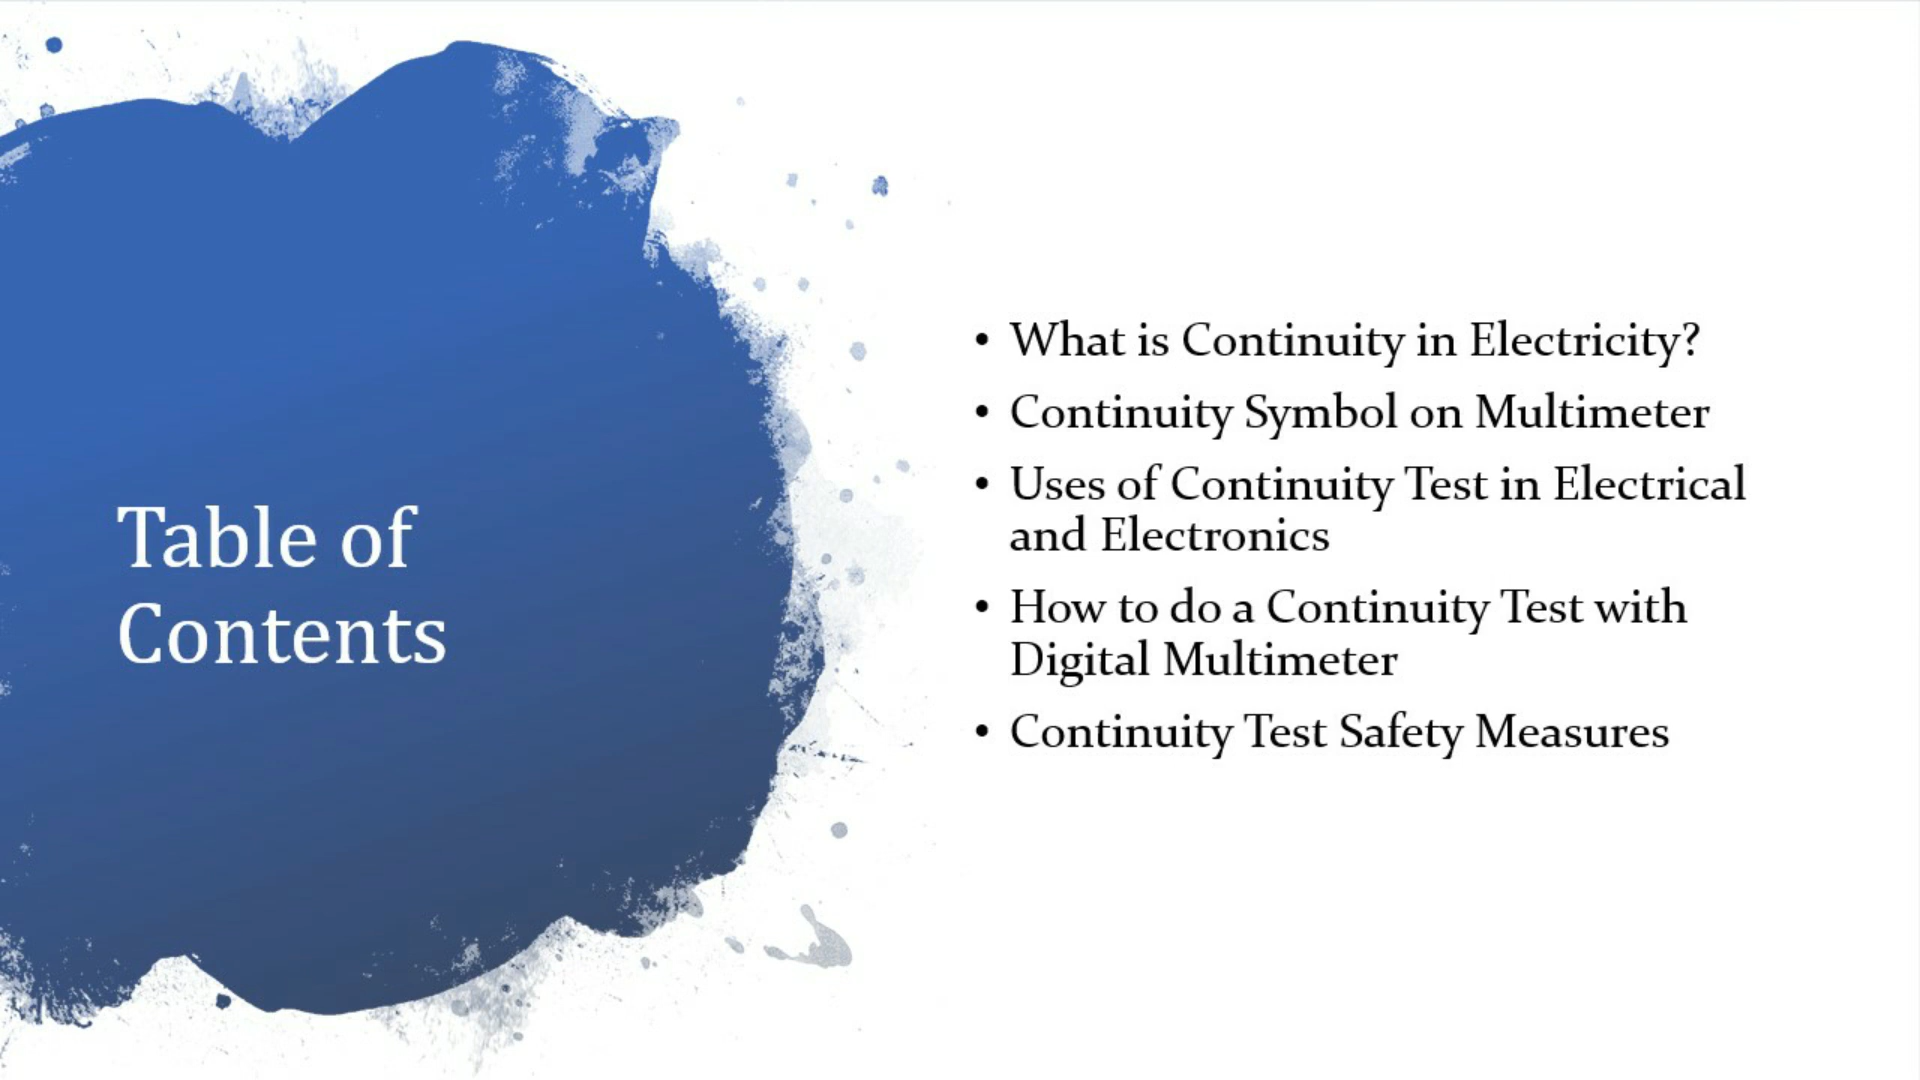 Table of
Contents
• What is Continuity in Electricity?
• Continuity Symbol on Multimeter
• Uses of Continuity Test in Electrical
and Electronics
• How to do a Continuity Test with
Digital Multimeter
• Continuity Test Safety Measures